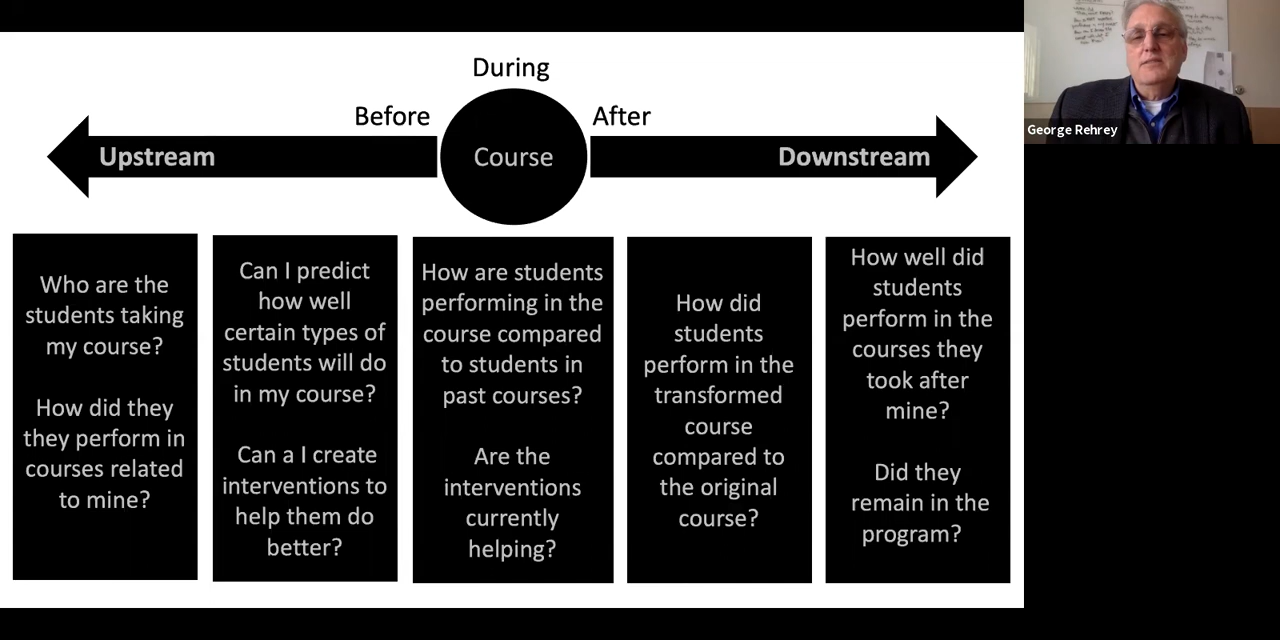 During
Before
After
Upstream
Course
Downstream
Who are the
students taking
my course?
How did they
they perform in
courses related
to mine?
Can I predict
how well
certain types of
students will do
in my course?
Can a I create
interventions to
help them do
better?
How are students
performing in the
course compared
to students in
past courses?
Are the
interventions
currently
helping?
How did
students
perform in the
transformed
course
compared to
the original
course?
How well did
students
perform in the
courses they
took after
mine?
Did they
remain in the
program?
George Rehrey